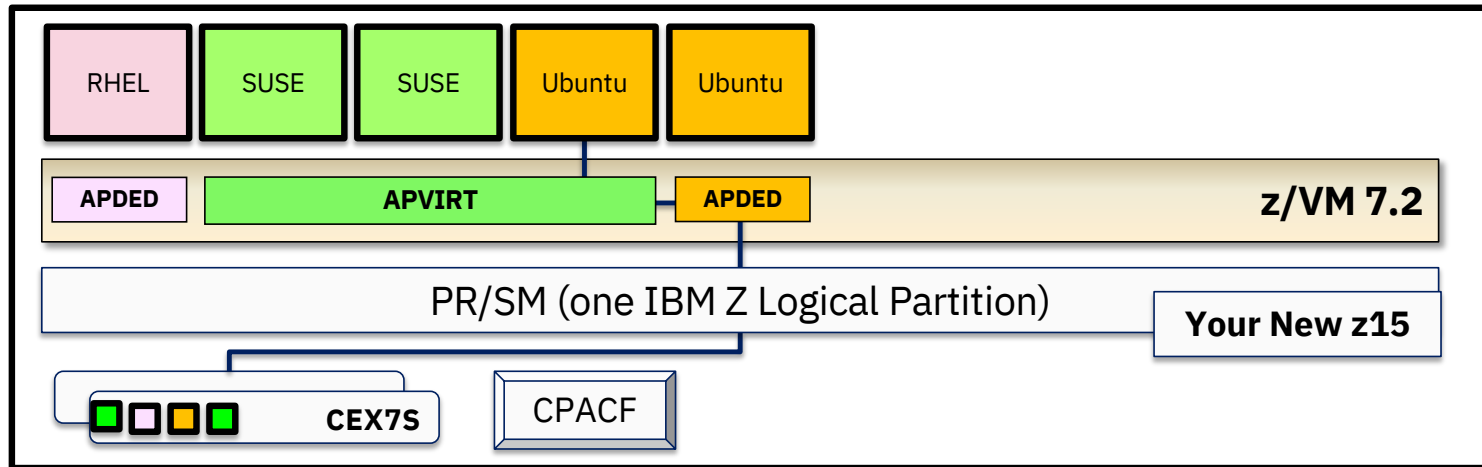 RHEL
SUSE
SUSE
Ubuntu
Ubuntu
APDED
APVIRT
APDED
z/VM 7.2
PR/SM (one IBM Z Logical Partition)
Your New z15
CEX7S
CPACF